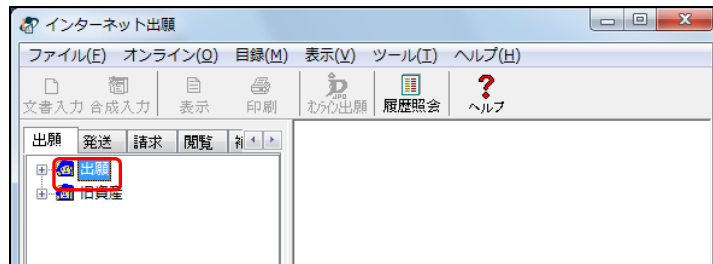 インターネット出願
ファイル(F) オンライン(O) 目録(M) 表示(V) ツール(T) ヘルプ(H)
文書入力 合成入力 表示 印刷 オンライン出願 履歴照会 ヘルプ
出願 発送 請求 閲覧 補
出願
旧資産